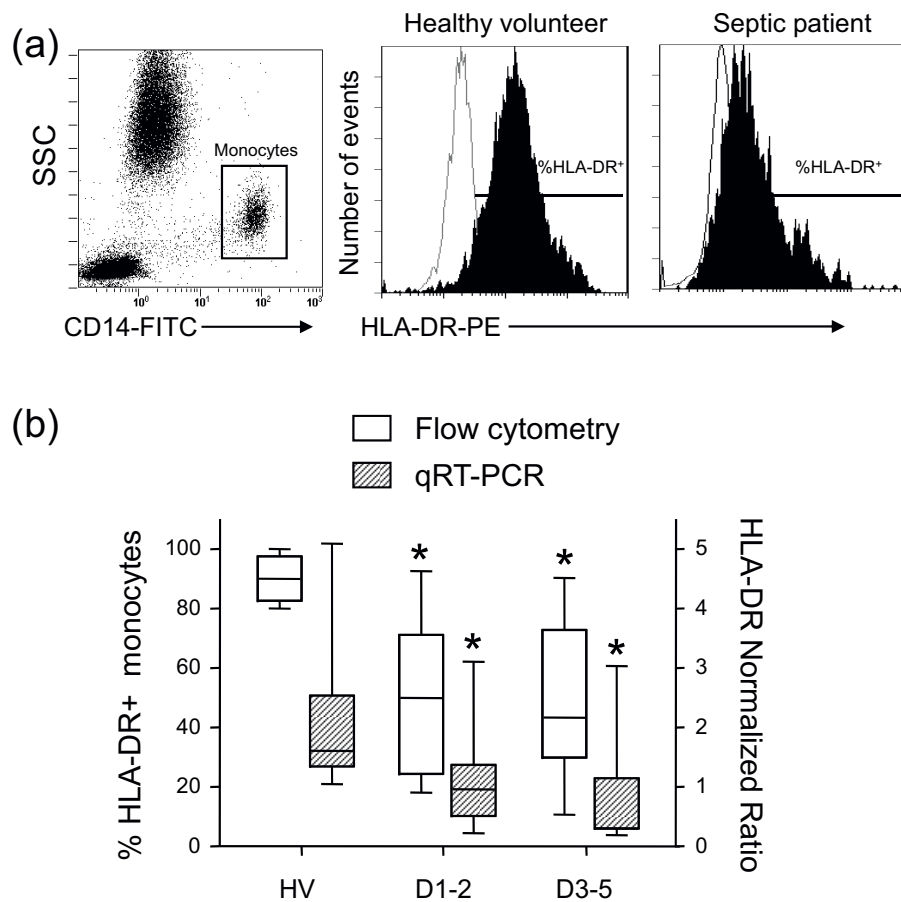 (a)
Healthy volunteer
Septic patient
SSC
Monocytes
10⁰ 10¹ 10² 10³
CD14-FITC
Number of events
%HLA-DR⁺
%HLA-DR⁺
HLA-DR-PE
(b)
Flow cytometry
qRT-PCR
% HLA-DR+ monocytes
100
80
60
40
20
0
* * * *
5
4
3
2
1
0
HLA-DR Normalized Ratio
HV D1-2 D3-5